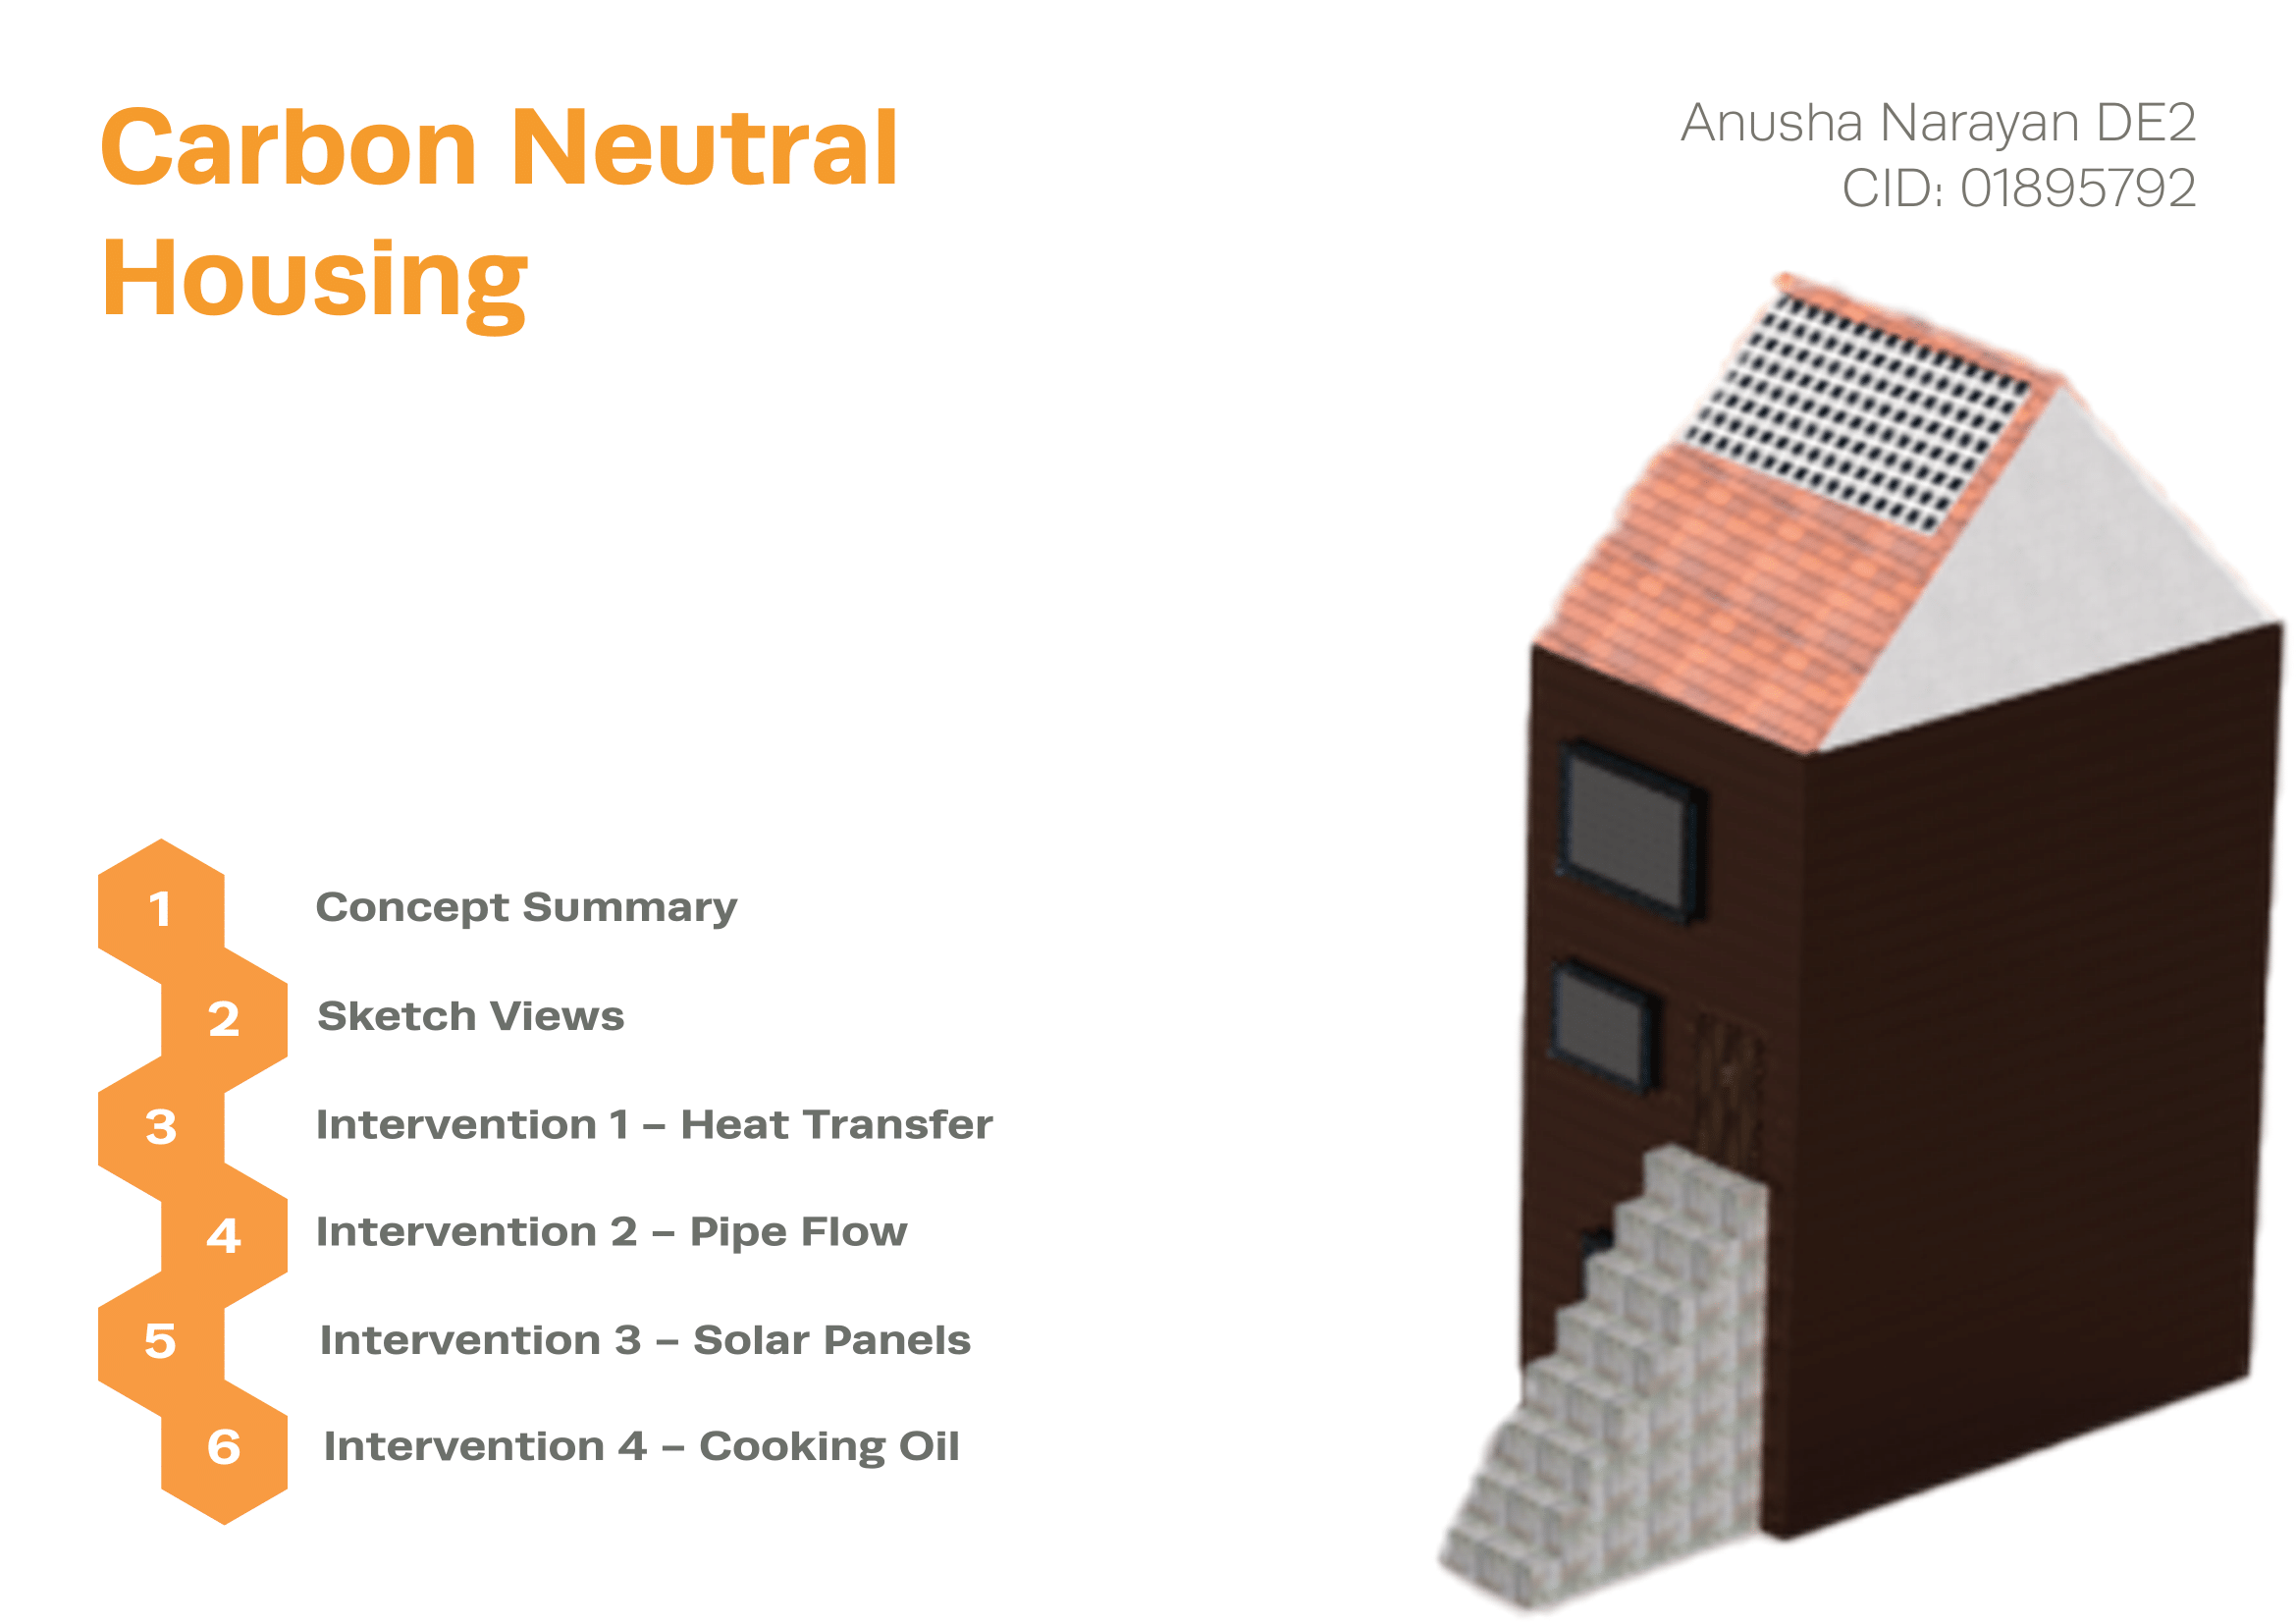 Carbon Neutral
Housing
Anusha Narayan DE2
CID: 01895792
1 Concept Summary
2 Sketch Views
3 Intervention 1 – Heat Transfer
4 Intervention 2 – Pipe Flow
5 Intervention 3 – Solar Panels
6 Intervention 4 – Cooking Oil